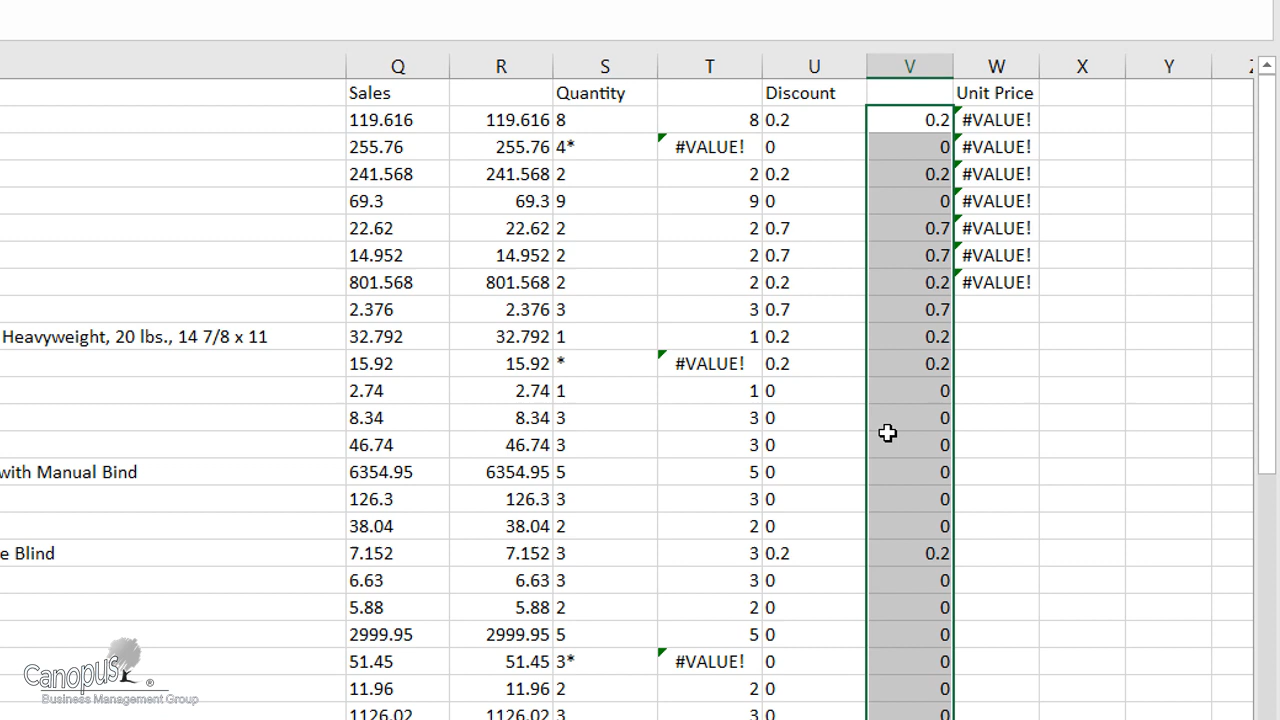 Q R S T U V W X Y
Sales Quantity Discount Unit Price
119.616 119.616 8 8 0.2 0.2 #VALUE!
255.76 255.76 4* #VALUE! 0 0 #VALUE!
241.568 241.568 2 2 0.2 0.2 #VALUE!
69.3 69.3 9 9 0 0 #VALUE!
22.62 22.62 2 2 0.7 0.7 #VALUE!
14.952 14.952 2 2 0.7 0.7 #VALUE!
801.568 801.568 2 2 0.2 0.2 #VALUE!
2.376 2.376 3 3 0.7 0.7
Heavyweight, 20 lbs., 14 7/8 x 11 32.792 32.792 1 1 0.2 0.2
15.92 15.92 * #VALUE! 0.2 0.2
2.74 2.74 1 1 0 0
8.34 8.34 3 3 0 0
46.74 46.74 3 3 0 0
with Manual Bind 6354.95 6354.95 5 5 0 0
126.3 126.3 3 3 0 0
38.04 38.04 2 2 0 0
e Blind 7.152 7.152 3 3 0.2 0.2
6.63 6.63 3 3 0 0
5.88 5.88 2 2 0 0
2999.95 2999.95 5 5 0 0
51.45 51.45 3* #VALUE! 0 0
11.96 11.96 2 2 0 0
1126.02 1126.02 3 3 0 0
Canopus ®
Business Management Group